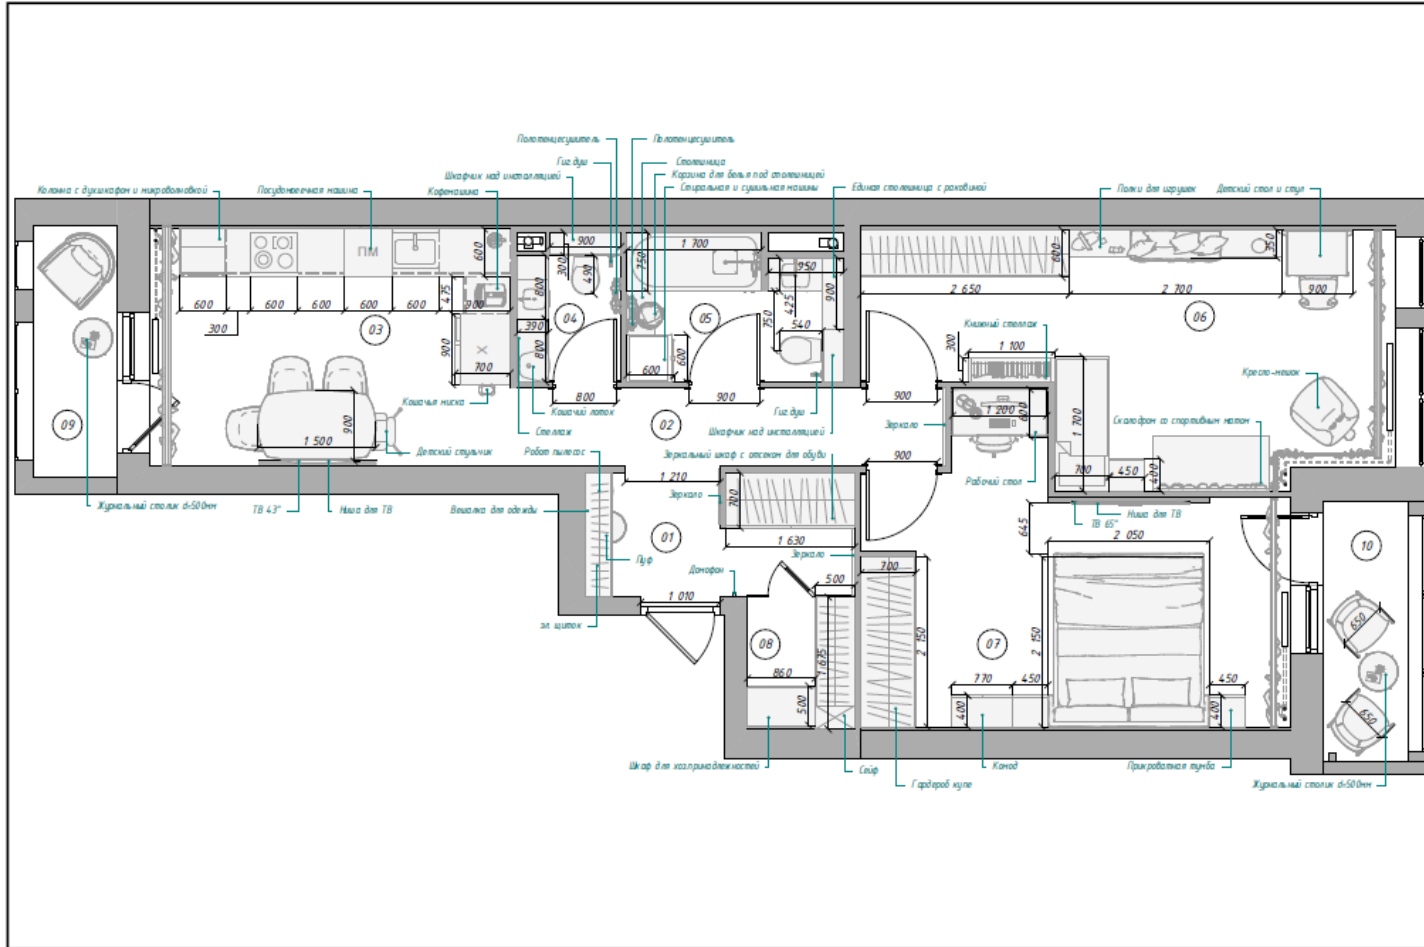 Полотенцесушитель
Полотенцесушитель
Гиг.душ
Столешница
Шкафчик над инсталляцией
Корзина для белья под столешницей
Колонна с духшкафом и микроволновкой
Посудомоечная машина
Кофемашина
Стиральная и сушильная машины
Единая столешница с раковиной
Полки для игрушек
Детский стол и стул
ПМ
900
1 700
950
600
300
490
750
425
900
600
350
600
600
600
600
600
900
475
800
2 650
2 700
900
300
03
04
05
06
390
750
540
900
700
800
600
600
Книжный стеллаж
300
1 100
Кресло-мешок
800
900
900
1 200
600
1 700
Кошачья миска
Кошачий лоток
Гиг.душ
Зеркало
Скалодром со спортивным матом
09
900
1 500
02
Стеллаж
Шкафчик над инсталляцией
Детский стульчик
Робот пылесос
Зеркальный шкаф с отсеком для обуви
900
700
450
400
1 210
Рабочий стол
Журнальный столик d=500мм
ТВ 43"
Ниша для ТВ
Вешалка для одежды
Зеркало
700
ТВ 65"
Ниша для ТВ
645
01
1 630
2 050
10
Пуф
Зеркало
Домофон
500
700
1 010
эл. щиток
650
08
1 675
2 150
07
2 150
860
770
450
450
500
400
400
650
Шкаф для хозпринадлежностей
Сейф
Комод
Прикроватная тумба
Гардероб купе
Журнальный столик d=500мм